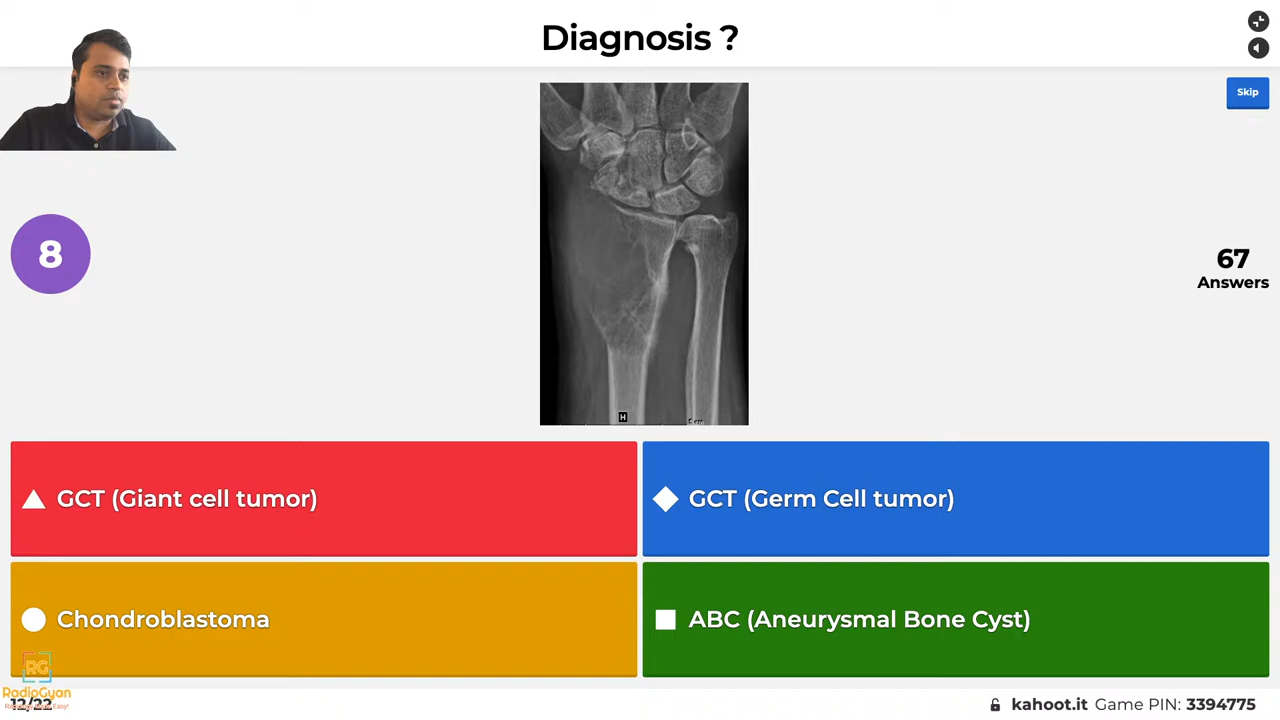 Diagnosis ?
Skip
8
67
Answers
H
GCT (Giant cell tumor)
GCT (Germ Cell tumor)
Chondroblastoma
ABC (Aneurysmal Bone Cyst)
RG
RadioGyan
12/22
kahoot.it Game PIN: 3394775